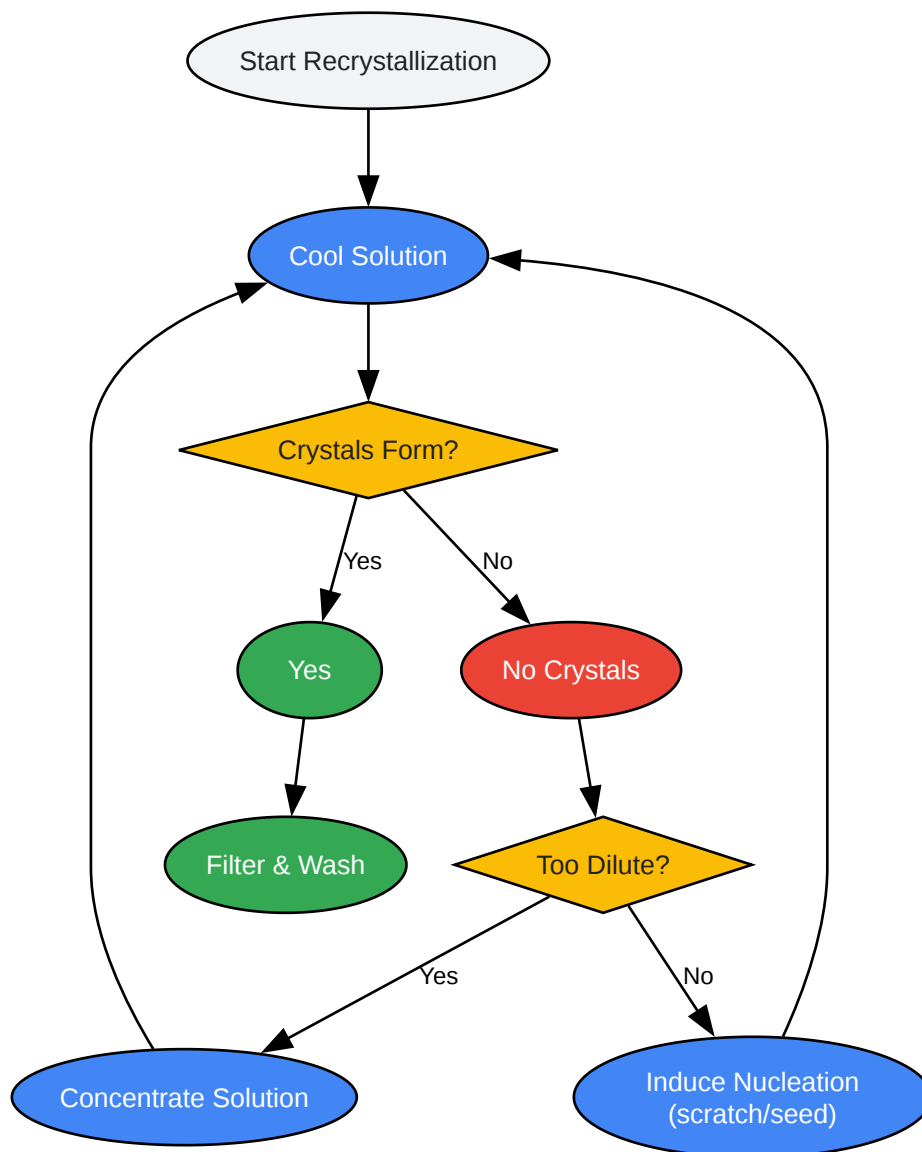 Start Recrystallization
Cool Solution
Crystals Form?
Yes
No
Yes
No Crystals
Filter & Wash
Too Dilute?
Yes
No
Concentrate Solution
Induce Nucleation
(scratch/seed)